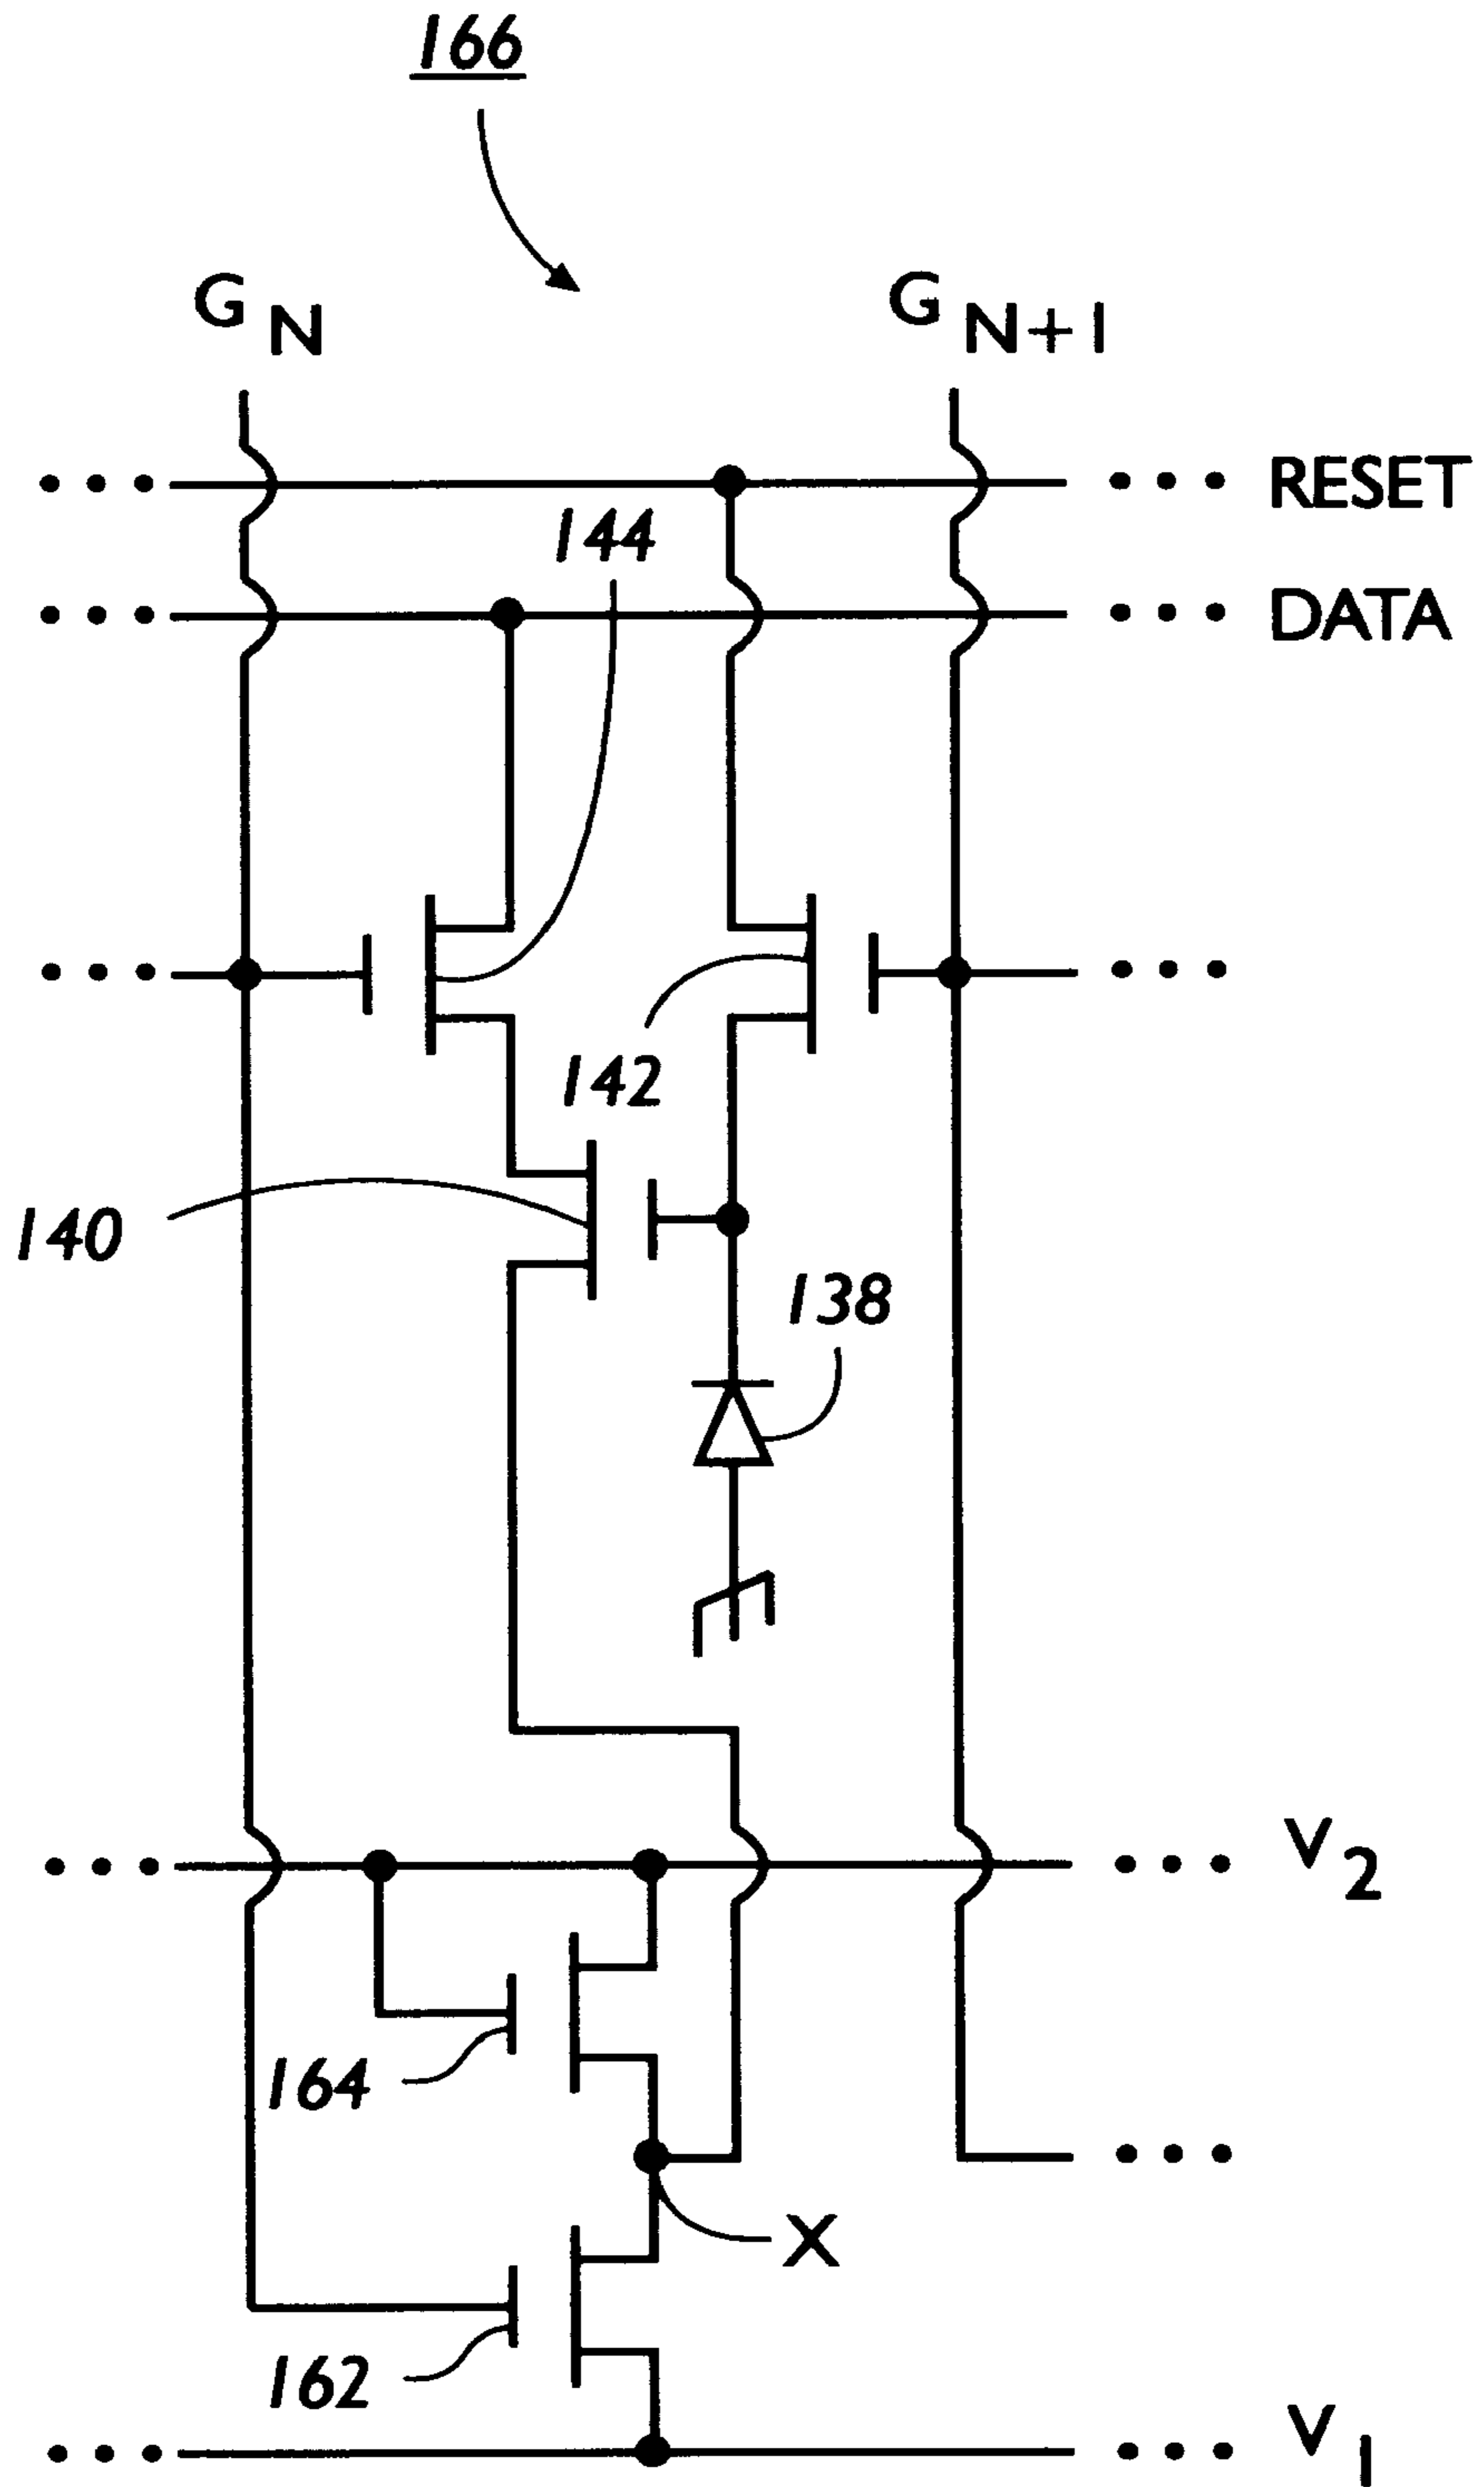 166
G N
G N+1
RESET
144
DATA
142
140
138
V 2
164
X
162
V 1